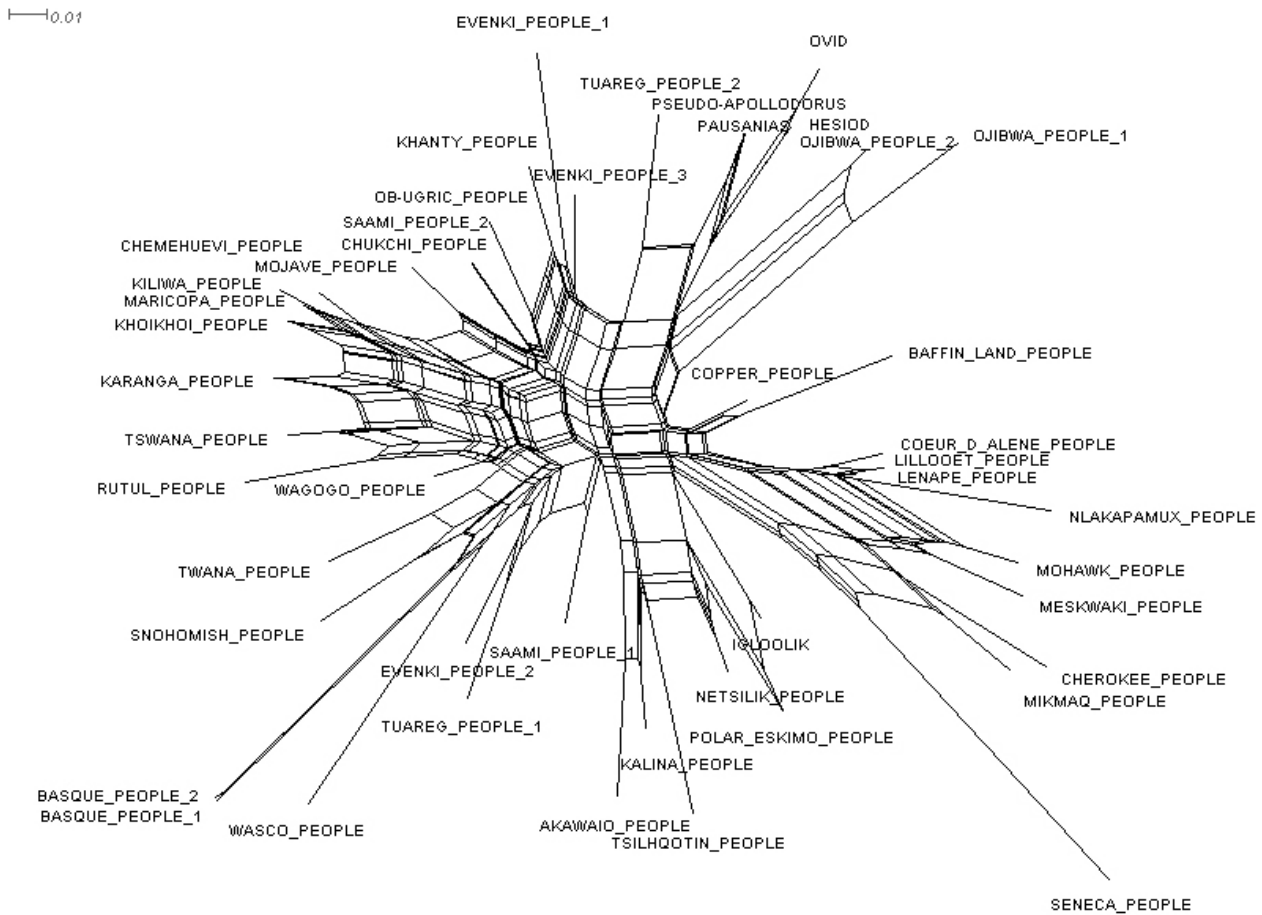 0.01
EVENKI_PEOPLE_1
OVID
TUAREG_PEOPLE_2
PSEUDO-APOLLODORUS
PAUSANIAS
HESIOD
OJIBWA_PEOPLE_1
KHANTY_PEOPLE
OJIBWA_PEOPLE_2
EVENKI_PEOPLE_3
OB-UGRIC_PEOPLE
SAAMI_PEOPLE_2
CHEMEHUEVI_PEOPLE
CHUKCHI_PEOPLE
MOJAVE_PEOPLE
KILIWA_PEOPLE
MARICOPA_PEOPLE
KHOIKHOI_PEOPLE
BAFFIN_LAND_PEOPLE
COPPER_PEOPLE
KARANGA_PEOPLE
TSWANA_PEOPLE
COEUR_D_ALENE_PEOPLE
LILLOOET_PEOPLE
LENAPE_PEOPLE
RUTUL_PEOPLE
WAGOGO_PEOPLE
NLAKAPAMUX_PEOPLE
TWANA_PEOPLE
MOHAWK_PEOPLE
MESKWAKI_PEOPLE
SNOHOMISH_PEOPLE
IGLOOLIK
SAAMI_PEOPLE_1
EVENKI_PEOPLE_2
CHEROKEE_PEOPLE
NETSILIK_PEOPLE
MIKMAQ_PEOPLE
TUAREG_PEOPLE_1
POLAR_ESKIMO_PEOPLE
KALINA_PEOPLE
BASQUE_PEOPLE_2
BASQUE_PEOPLE_1
WASCO_PEOPLE
AKAWAIO_PEOPLE
TSILHQOTIN_PEOPLE
SENECA_PEOPLE